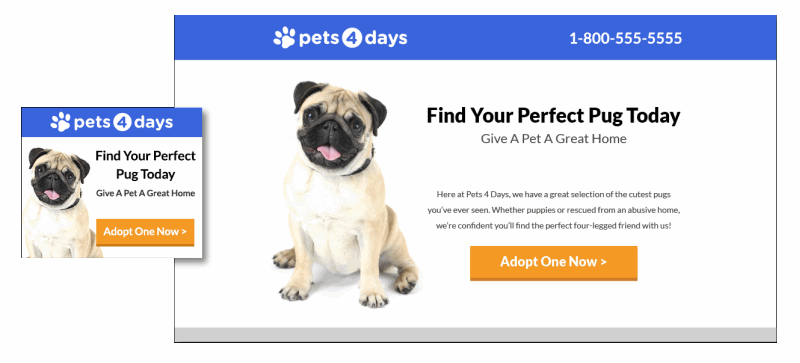 pets 4 days
Find Your Perfect
Pug Today
Give A Pet A Great Home
Adopt One Now >
pets 4 days
1-800-555-5555
Find Your Perfect Pug Today
Give A Pet A Great Home
Here at Pets 4 Days, we have a great selection of the cutest pugs
you've ever seen. Whether puppies or rescued from an abusive home,
we're confident you'll find the perfect four-legged friend with us!
Adopt One Now >